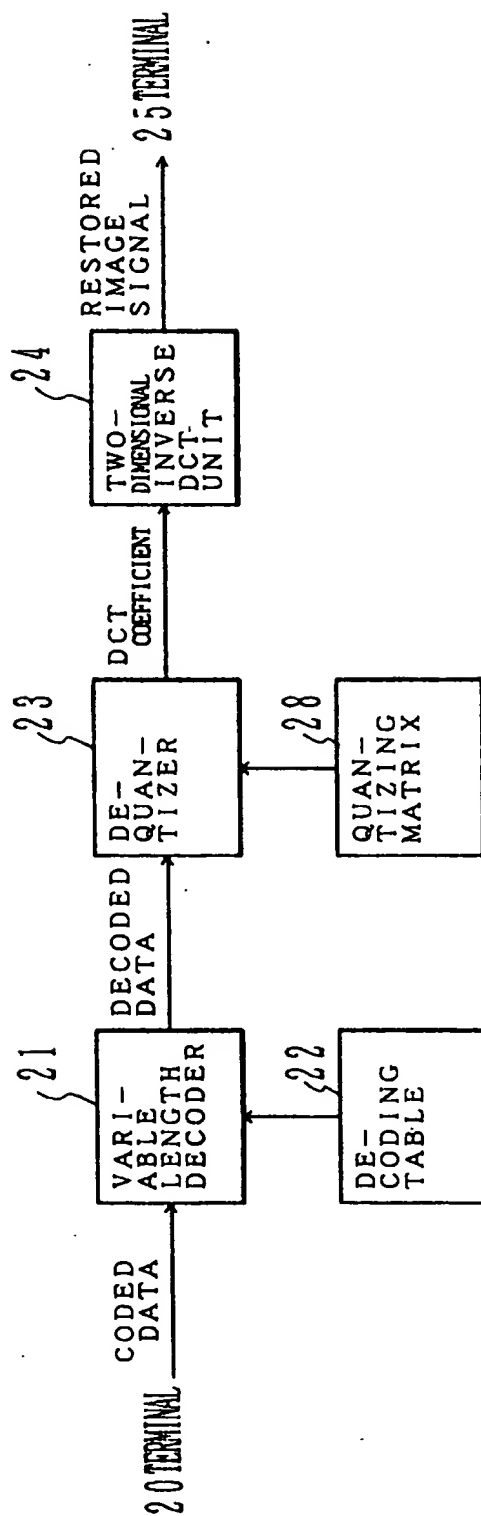 20 TERMINAL
CODED
DATA
21
VARI-
ABLE
LENGTH
DECODER
22
DE-
CODING
TABLE
DECODED
DATA
23
DE-
QUAN-
TIZER
28
QUAN-
TIZING
MATRIX
DCT
COEFFICIENT
24
TWO-
DIMENSIONAL
INVERSE
DCT-
UNIT
RESTORED
IMAGE
SIGNAL
25 TERMINAL